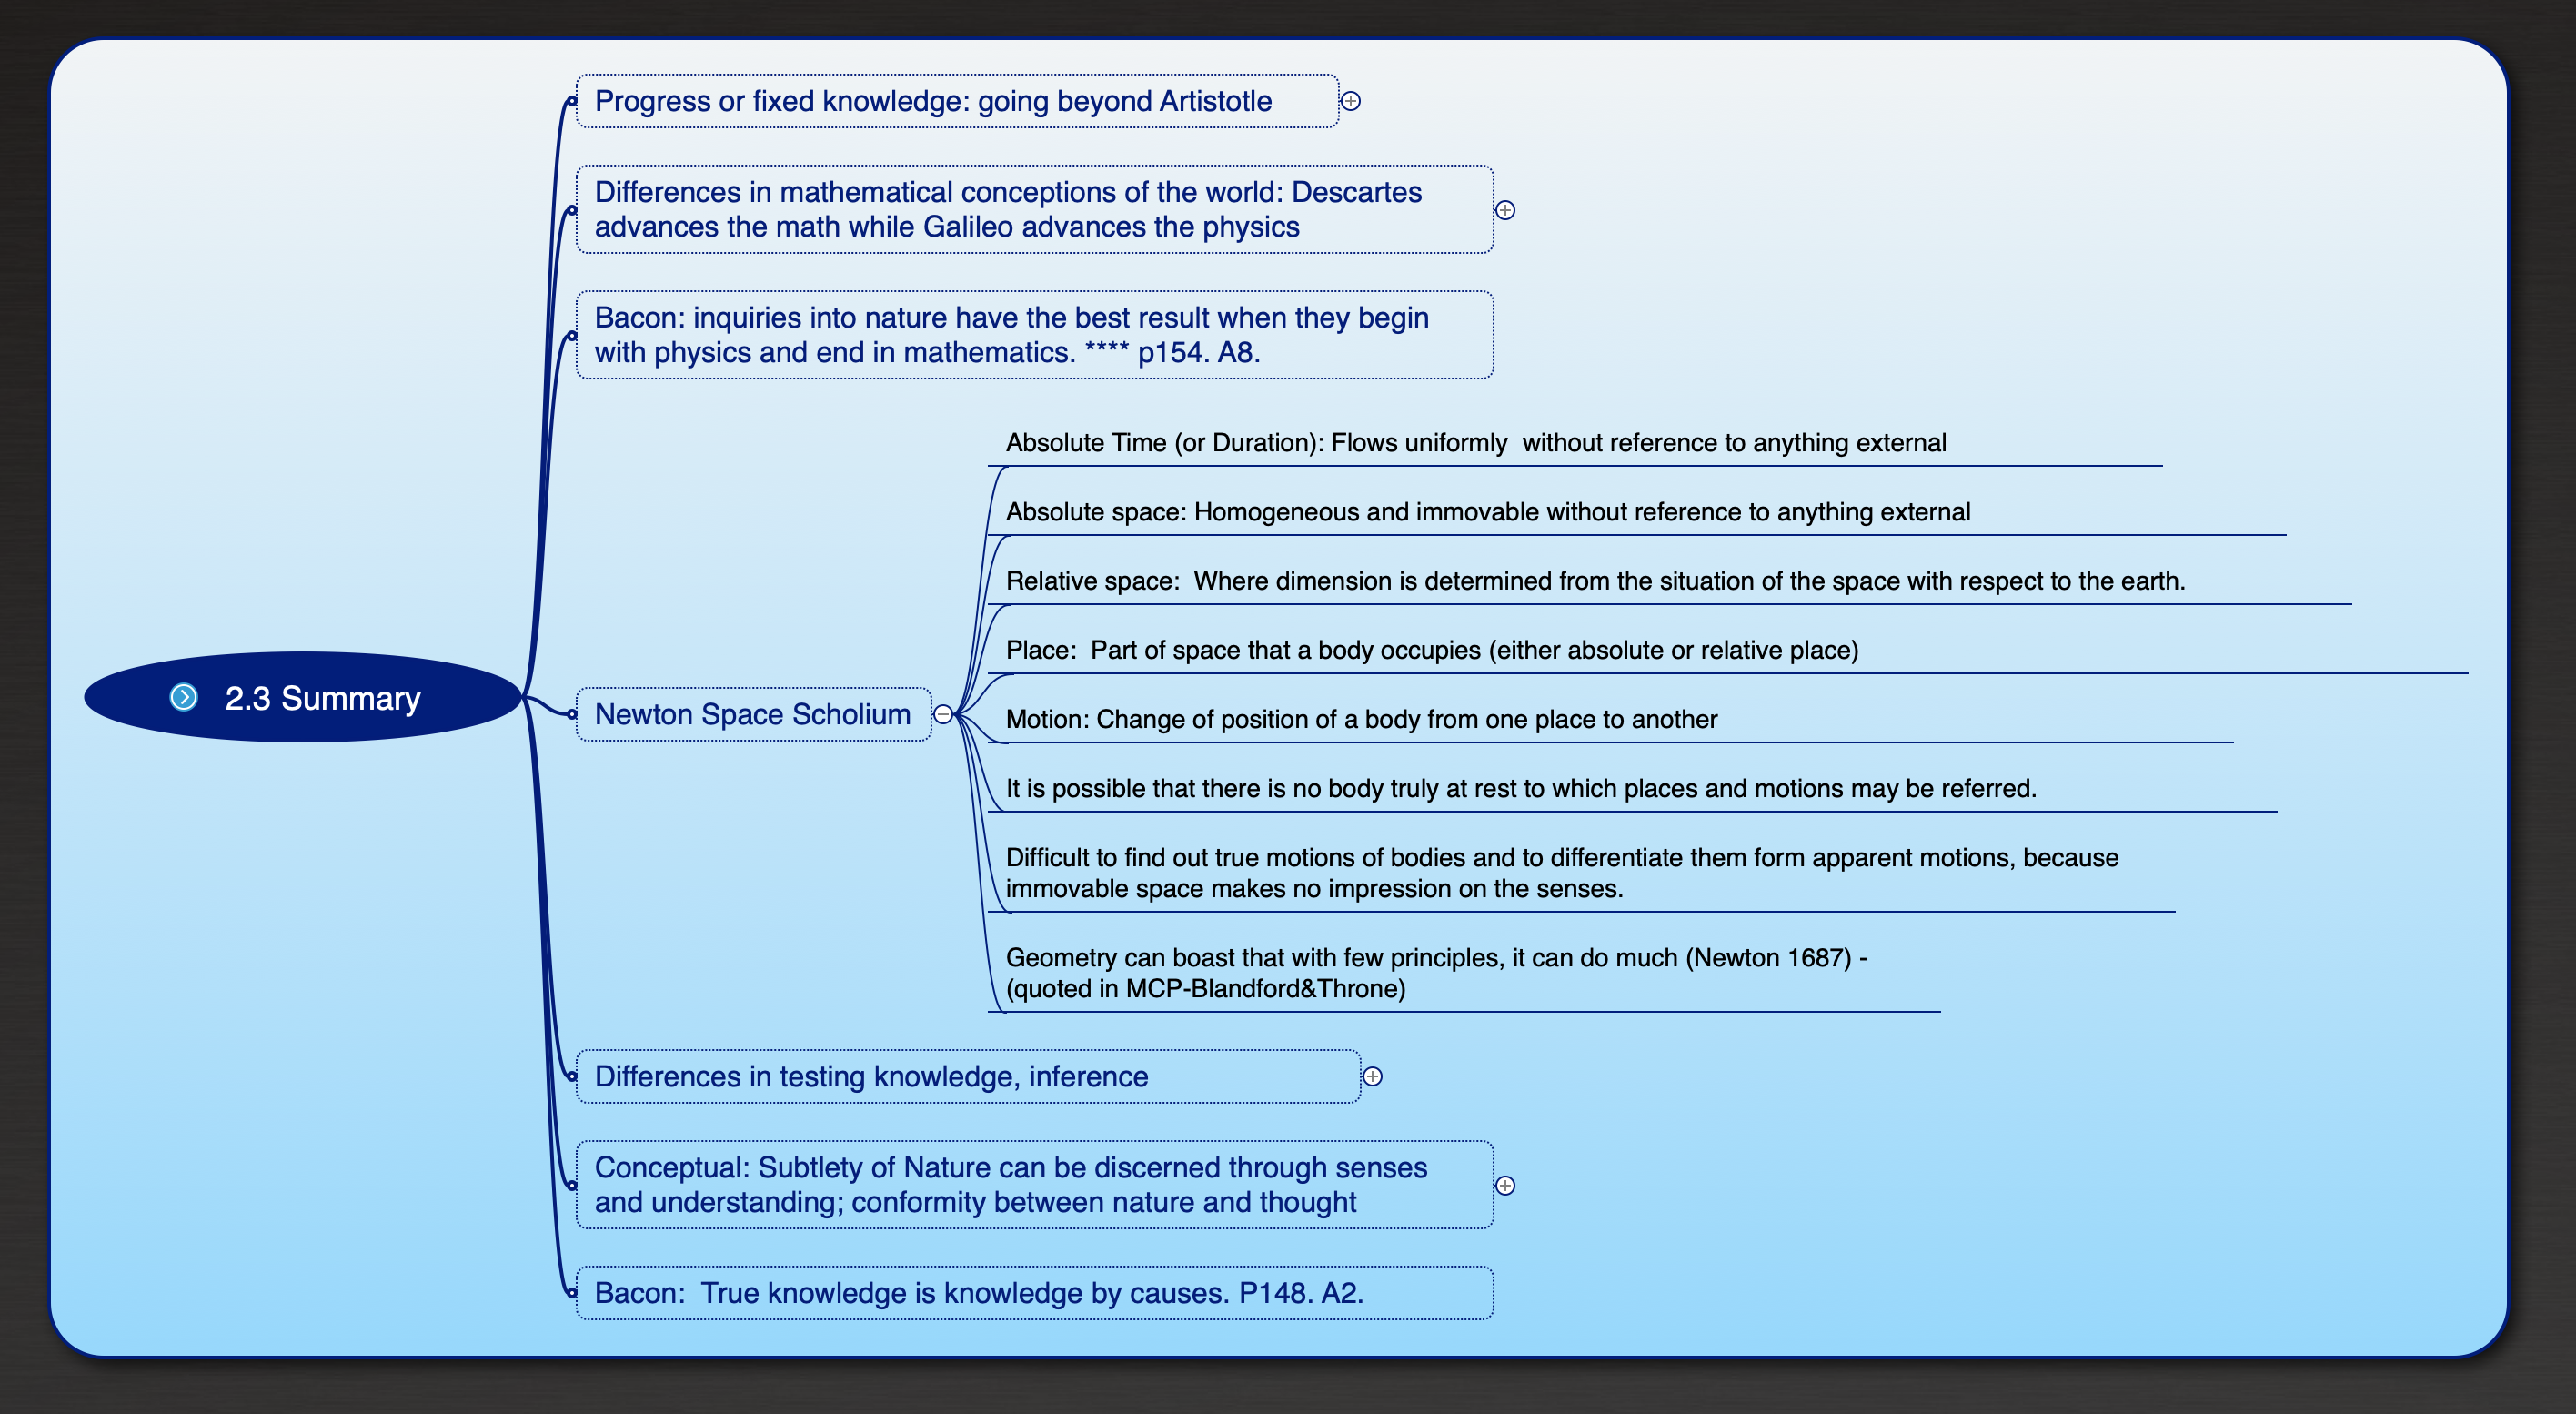 Progress or fixed knowledge: going beyond Artistotle
Differences in mathematical conceptions of the world: Descartes
advances the math while Galileo advances the physics
Bacon: inquiries into nature have the best result when they begin
with physics and end in mathematics. **** p154. A8.
2.3 Summary
Newton Space Scholium
Absolute Time (or Duration): Flows uniformly  without reference to anything external
Absolute space: Homogeneous and immovable without reference to anything external
Relative space:  Where dimension is determined from the situation of the space with respect to the earth.
Place:  Part of space that a body occupies (either absolute or relative place)
Motion: Change of position of a body from one place to another
It is possible that there is no body truly at rest to which places and motions may be referred.
Difficult to find out true motions of bodies and to differentiate them form apparent motions, because
immovable space makes no impression on the senses.
Geometry can boast that with few principles, it can do much (Newton 1687) -
(quoted in MCP-Blandford&Throne)
Differences in testing knowledge, inference
Conceptual: Subtlety of Nature can be discerned through senses
and understanding; conformity between nature and thought
Bacon:  True knowledge is knowledge by causes. P148. A2.